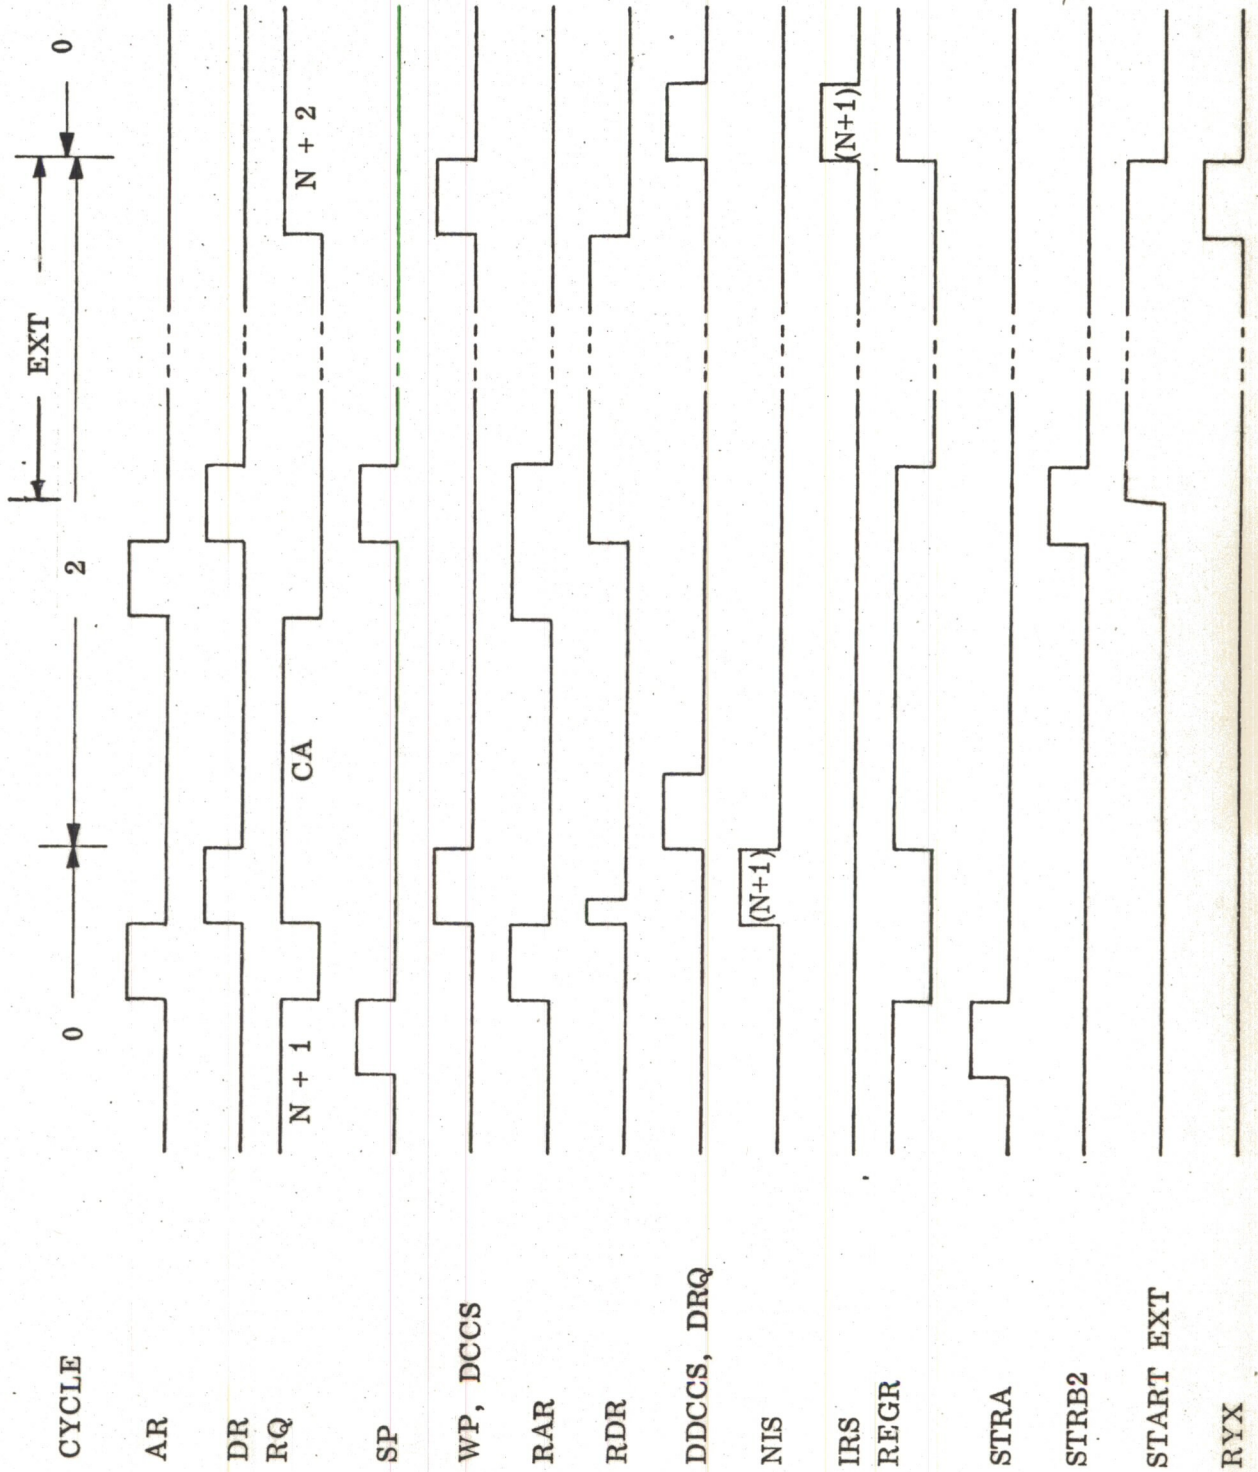 CYCLE 0 2 EXT 0
AR
DR
RQ N + 1 CA N + 2
SP
WP, DCCS
RAR
RDR
DDCCS, DRQ
NIS (N+1)
IRS (N+1)
REGR
STRA
STRB2
START EXT
RYX